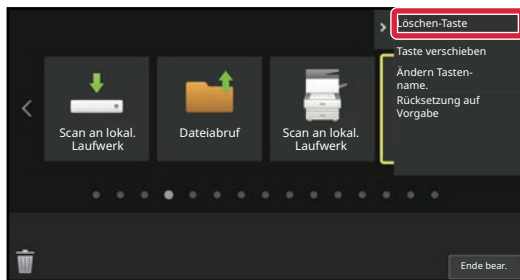 Löschen-Taste
Taste verschieben
Ändern Tasten-
name.
Rücksetzung auf
Vorgabe
Scan an lokal.
Laufwerk
Dateiabruf
Scan an lokal.
Laufwerk
Ende bear.